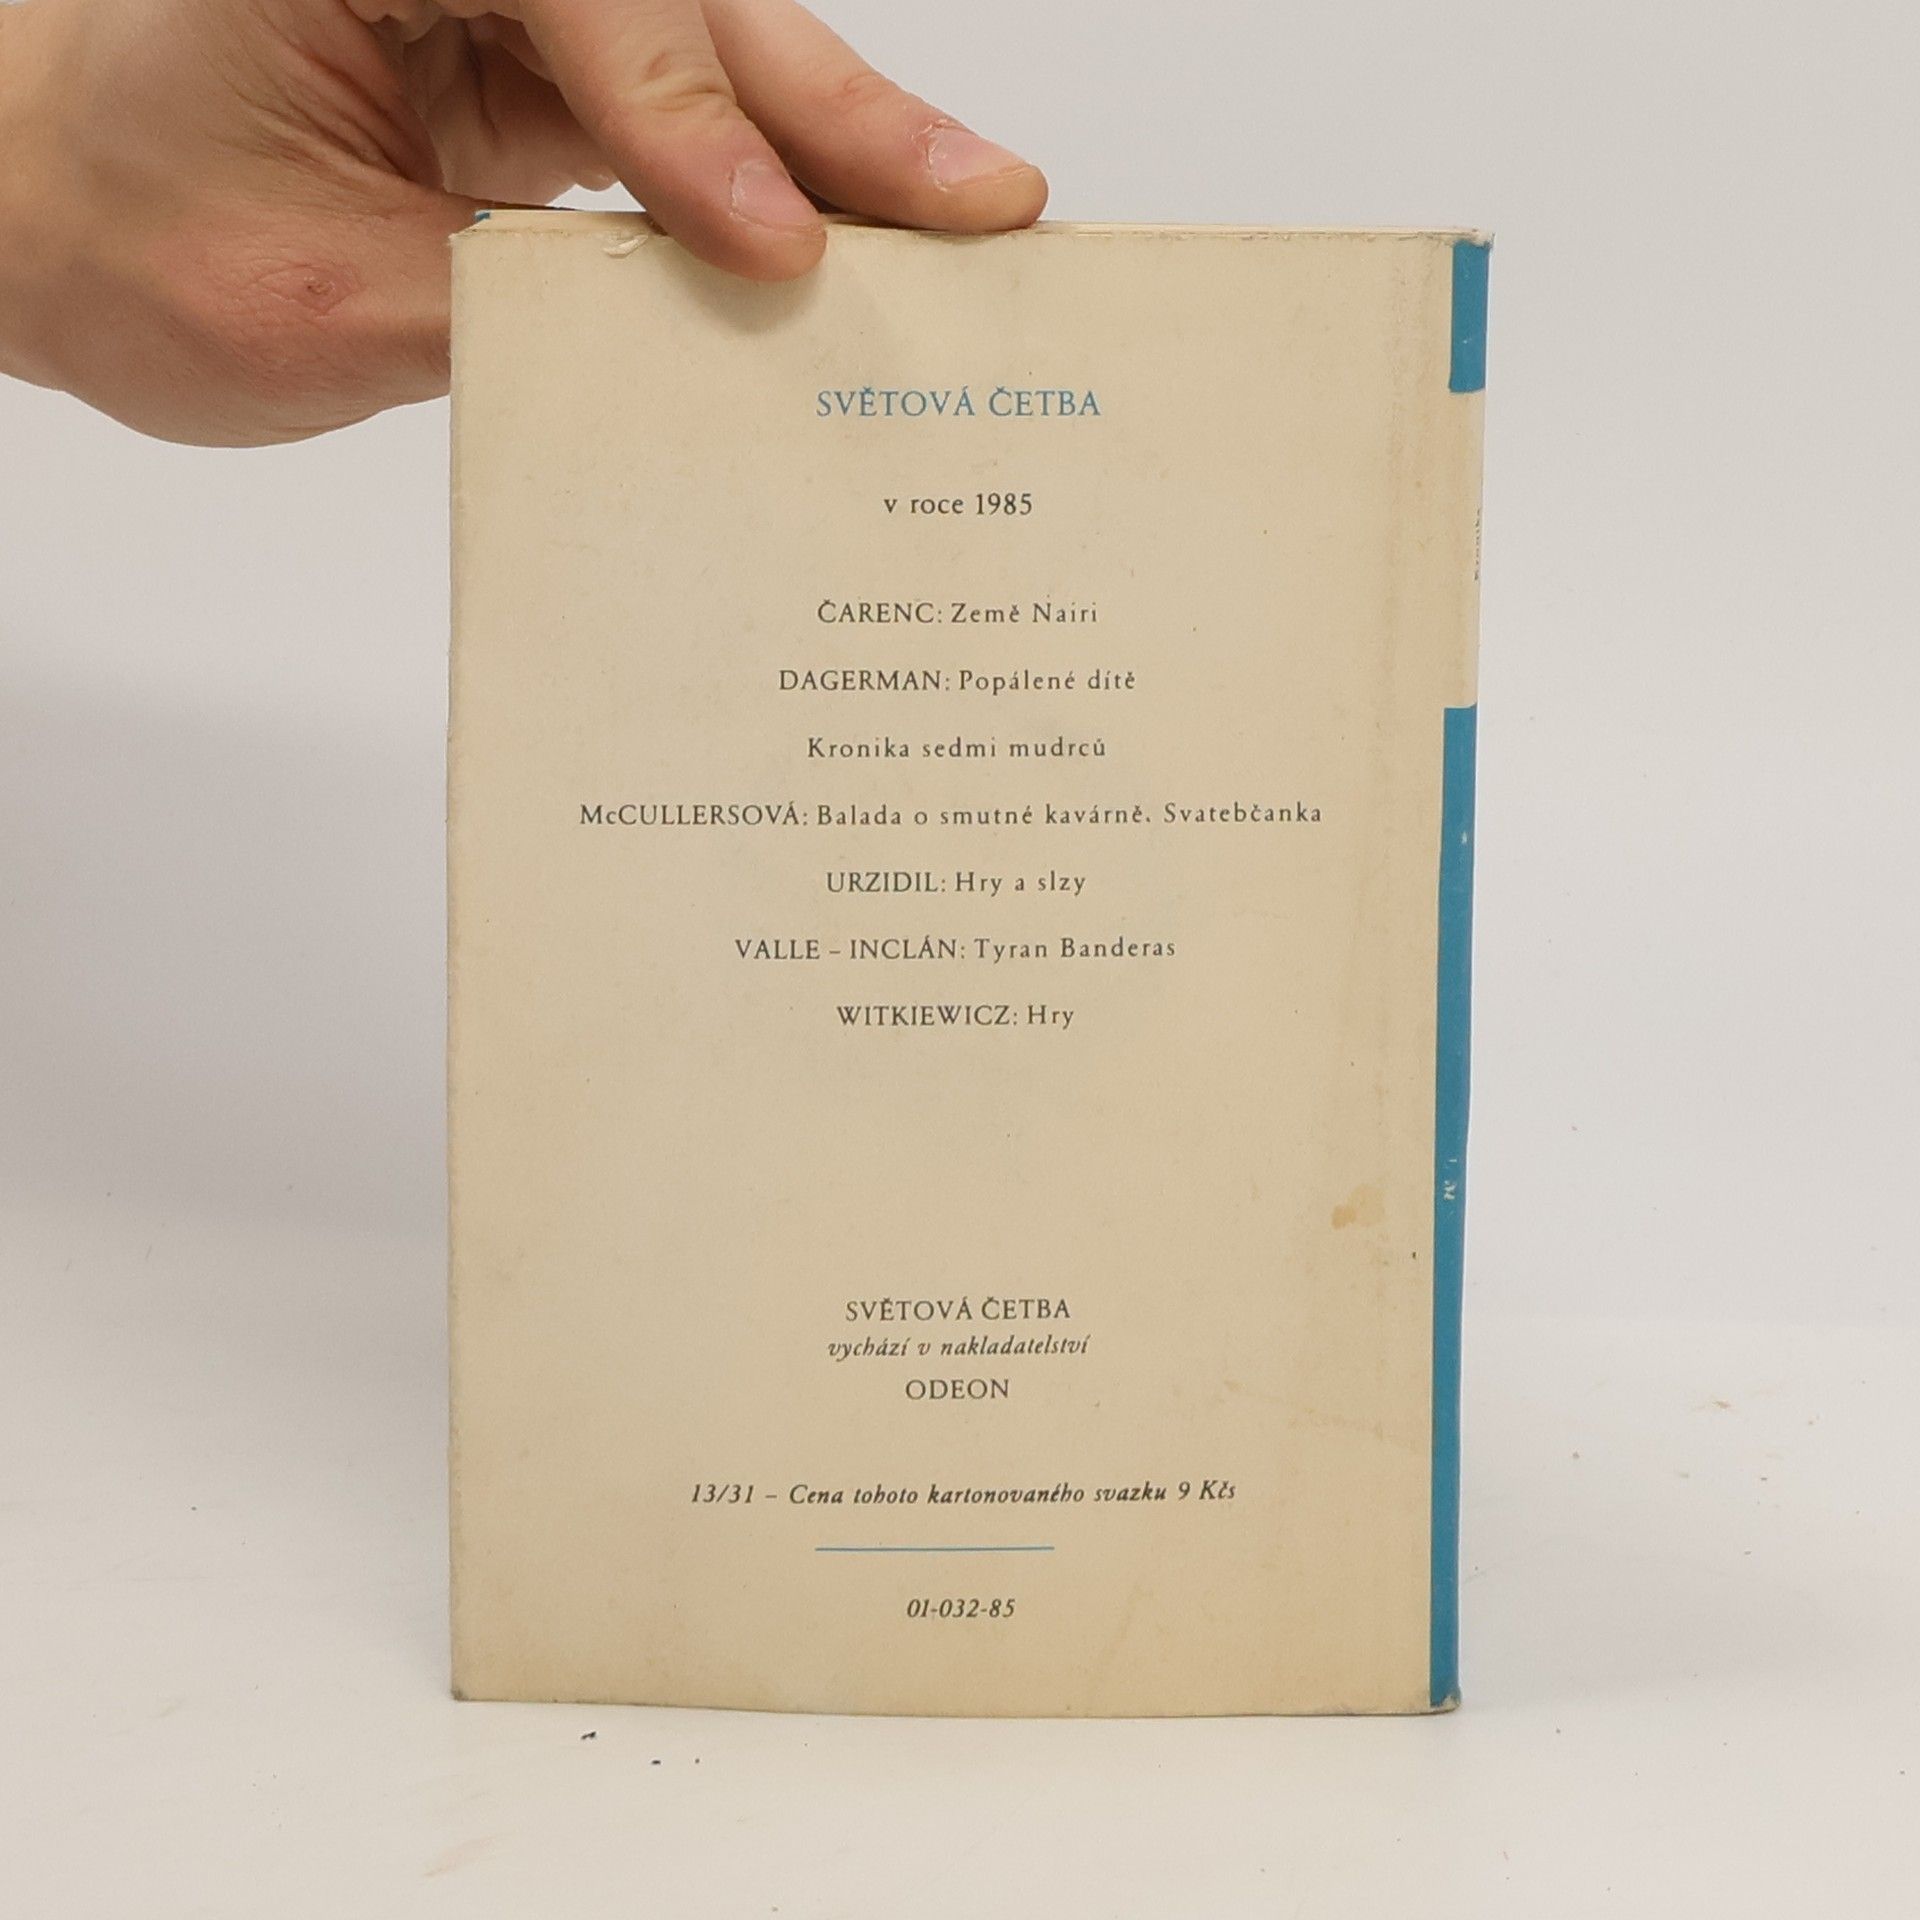 SVĚTOVÁ ČETBA
v roce 1985
ČARENC: Země Nairi
DAGERMAN: Popálené dítě
Kronika sedmi mudrců
McCULLERSOVÁ: Balada o smutné kavárně. Svatebčanka
URZIDIL: Hry a slzy
VALLE – INCLÁN: Tyran Banderas
WITKIEWICZ: Hry
SVĚTOVÁ ČETBA
vychází v nakladatelství
ODEON
13/31 – Cena tohoto kartonovaného svazku 9 Kčs
01-032-85
Kronika